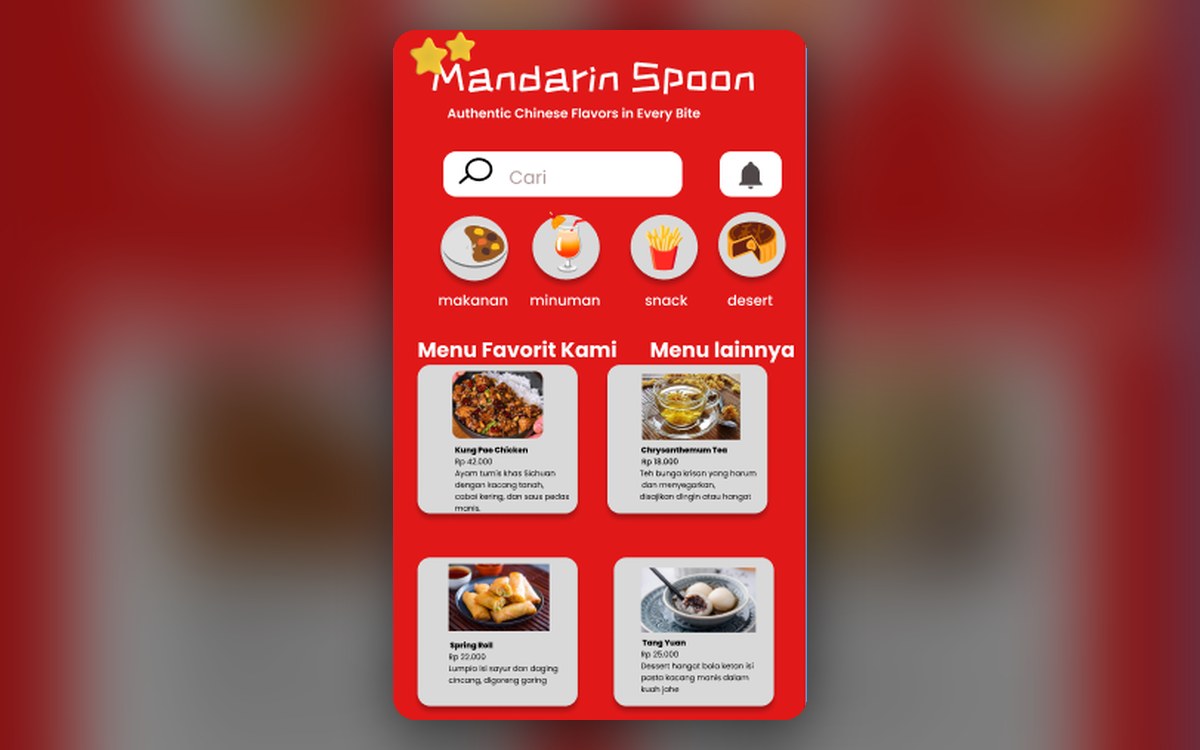 Mandarin Spoon
Authentic Chinese Flavors in Every Bite
Cari
makanan
minuman
snack
desert
Menu Favorit Kami
Menu lainnya
Kung Pao Chicken
Rp 42.000
Ayam tumis khas Sichuan
dengan kacang tanah,
cabai kering, dan saus pedas
manis.
Chrysanthemum Tea
Rp 18.000
Teh bunga krisan yang harum
dan menyegarkan,
disajikan dingin atau hangat
Spring Roll
Rp 22.000
Lumpia isi sayur dan daging
cincang, digoreng garing
Tang Yuan
Rp 25.000
Dessert hangat bola ketan isi
pasta kacang manis dalam
kuah jahe